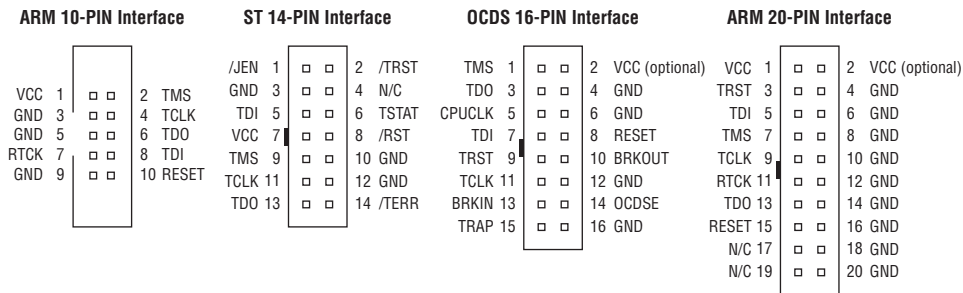 ARM 10-PIN Interface
VCC 1 2 TMS
GND 3 4 TCLK
GND 5 6 TDO
RTCK 7 8 TDI
GND 9 10 RESET
ST 14-PIN Interface
/JEN 1 2 /TRST
GND 3 4 N/C
TDI 5 6 TSTAT
VCC 7 8 /RST
TMS 9 10 GND
TCLK 11 12 GND
TDO 13 14 /TERR
OCDS 16-PIN Interface
TMS 1 2 VCC (optional)
TDO 3 4 GND
CPUCLK 5 6 GND
TDI 7 8 RESET
TRST 9 10 BRKOUT
TCLK 11 12 GND
BRKIN 13 14 OCDSE
TRAP 15 16 GND
ARM 20-PIN Interface
VCC 1 2 VCC (optional)
TRST 3 4 GND
TDI 5 6 GND
TMS 7 8 GND
TCLK 9 10 GND
RTCK 11 12 GND
TDO 13 14 GND
RESET 15 16 GND
N/C 17 18 GND
N/C 19 20 GND